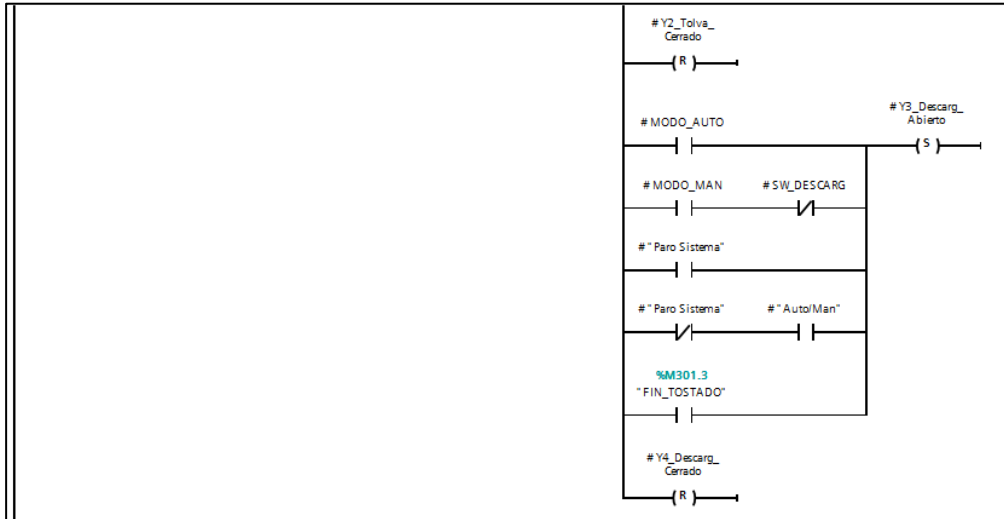 # Y2_Tolva_
Cerrado
( R )
# Y3_Descarg_
Abierto
# MODO_AUTO
( S )
# MODO_MAN # SW_DESCARG
# "Paro Sistema"
# "Paro Sistema" # "Auto/Man"
%M301.3
"FIN_TOSTADO"
# Y4_Descarg_
Cerrado
( R )